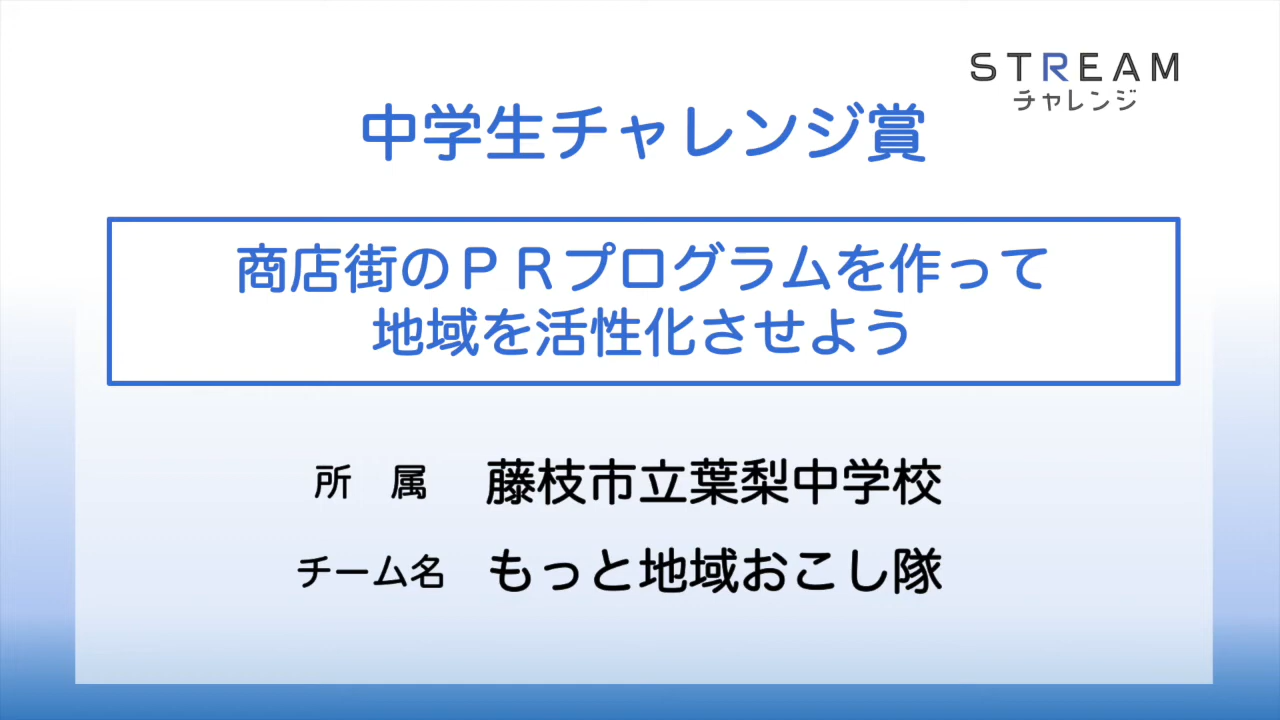 STREAM
チャレンジ
中学生チャレンジ賞
商店街のＰＲプログラムを作って
地域を活性化させよう
所　属　藤枝市立葉梨中学校
チーム名　もっと地域おこし隊